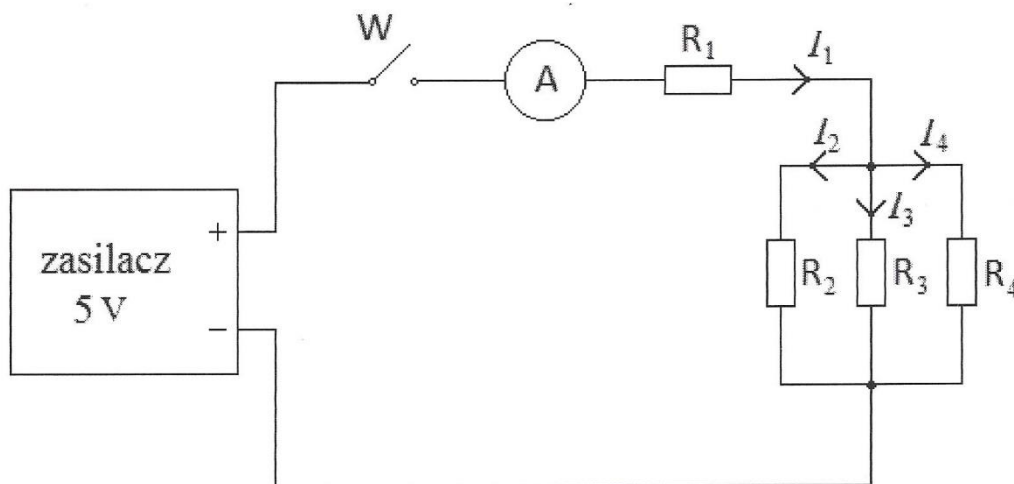 W
A
R₁
I₁
I₂
I₄
I₃
+
zasilacz
5 V
−
R₂
R₃
R₄